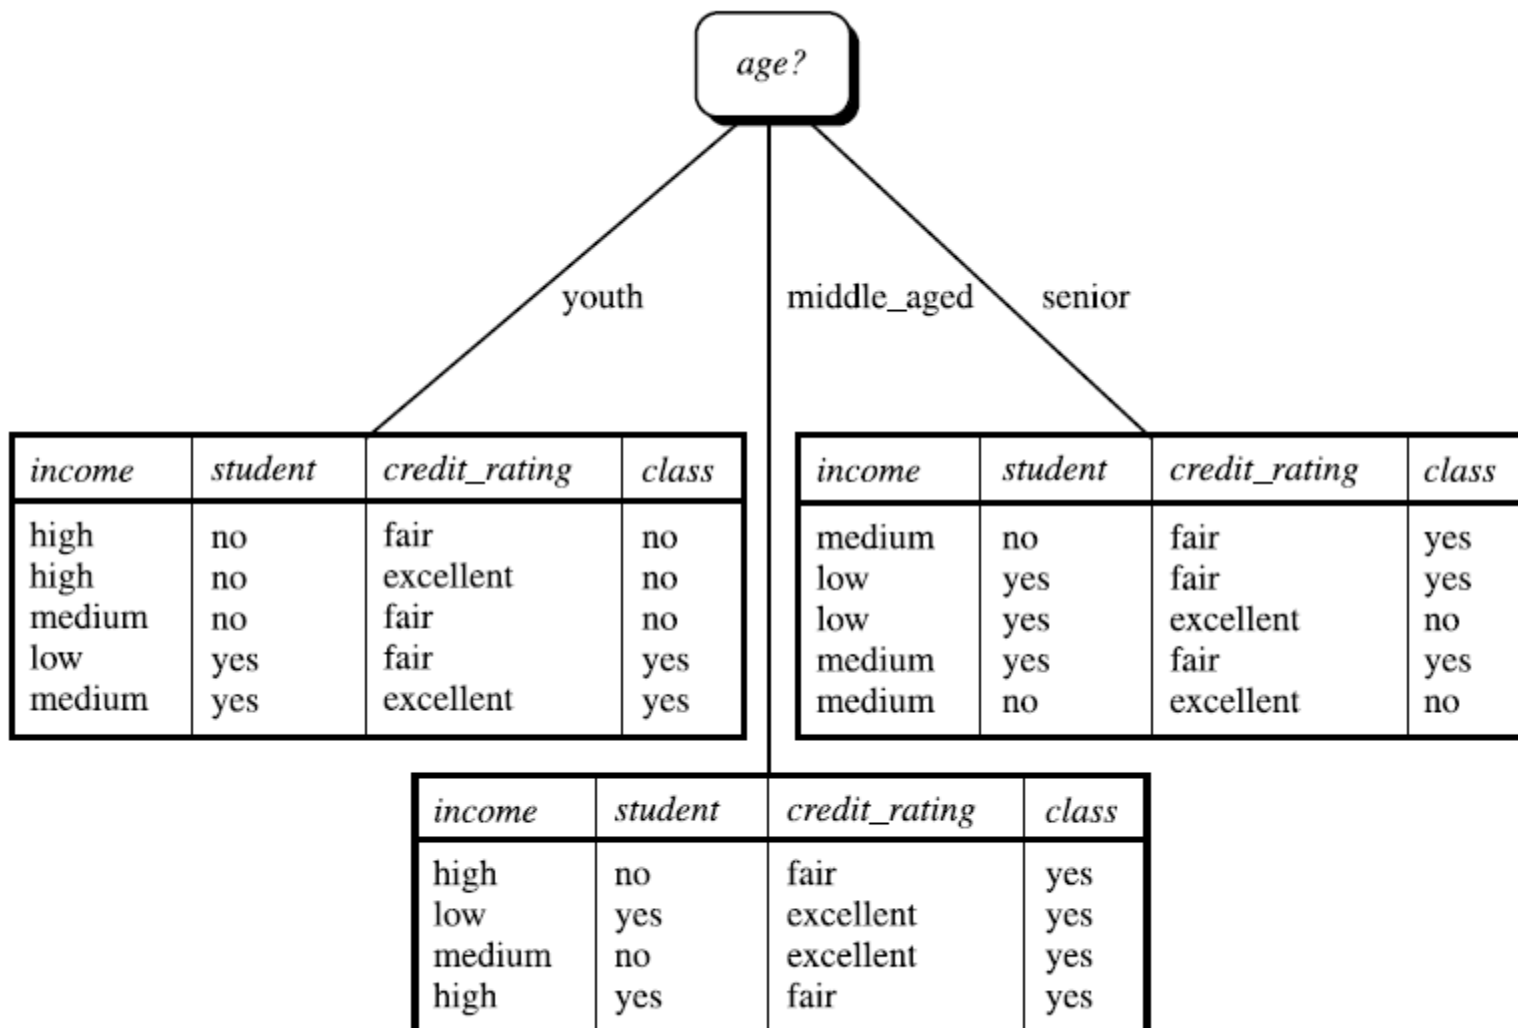 age?
youth middle_aged senior
income student credit_rating class
high no fair no
high no excellent no
medium no fair no
low yes fair yes
medium yes excellent yes
income student credit_rating class
medium no fair yes
low yes fair yes
low yes excellent no
medium yes fair yes
medium no excellent no
income student credit_rating class
high no fair yes
low yes excellent yes
medium no excellent yes
high yes fair yes